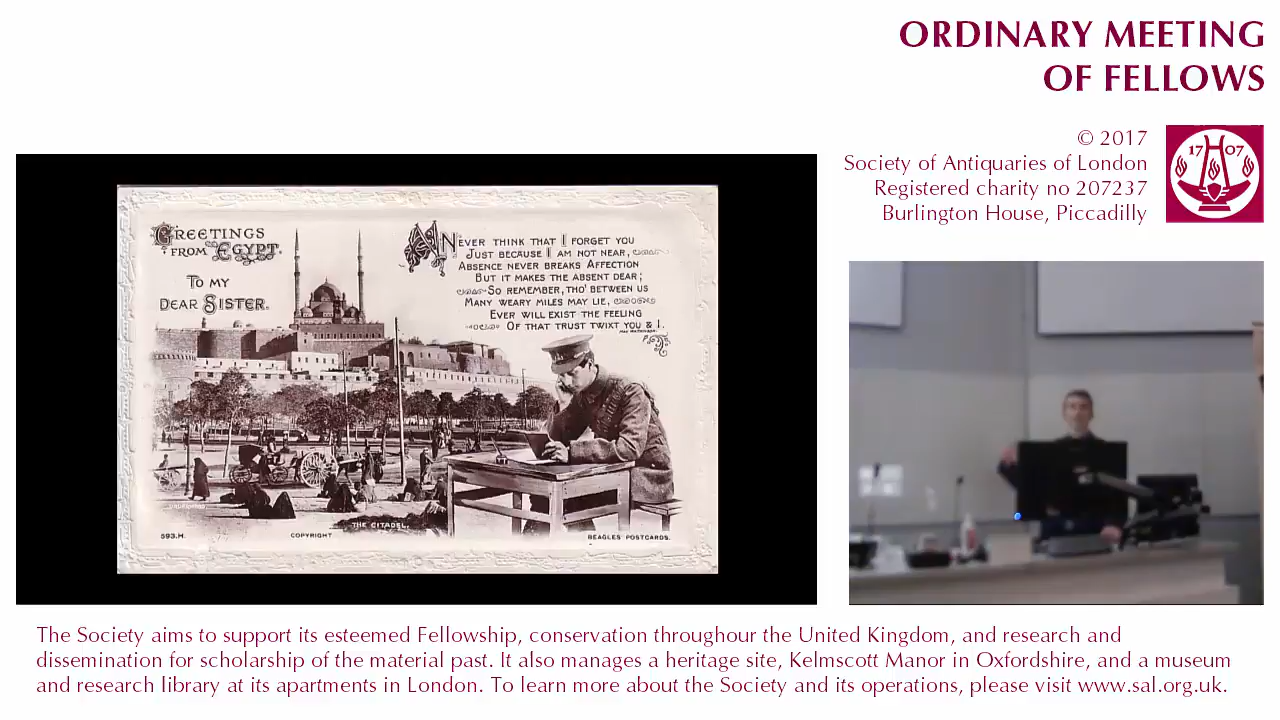 ORDINARY MEETING
OF FELLOWS
© 2017
Society of Antiquaries of London
Registered charity no 207237
Burlington House, Piccadilly
17 07
GREETINGS
FROM EGYPT.
TO MY
DEAR SISTER.
NEVER THINK THAT I FORGET YOU
JUST BECAUSE I AM NOT NEAR,
ABSENCE NEVER BREAKS AFFECTION
BUT IT MAKES THE ABSENT DEAR;
SO REMEMBER, THO' BETWEEN US
MANY WEARY MILES MAY LIE,
EVER WILL EXIST THE FEELING
OF THAT TRUST TWIXT YOU & I.
THE CITADEL.
593.H.
COPYRIGHT
BEAGLES POSTCARDS.
The Society aims to support its esteemed Fellowship, conservation throughour the United Kingdom, and research and
dissemination for scholarship of the material past. It also manages a heritage site, Kelmscott Manor in Oxfordshire, and a museum
and research library at its apartments in London. To learn more about the Society and its operations, please visit www.sal.org.uk.